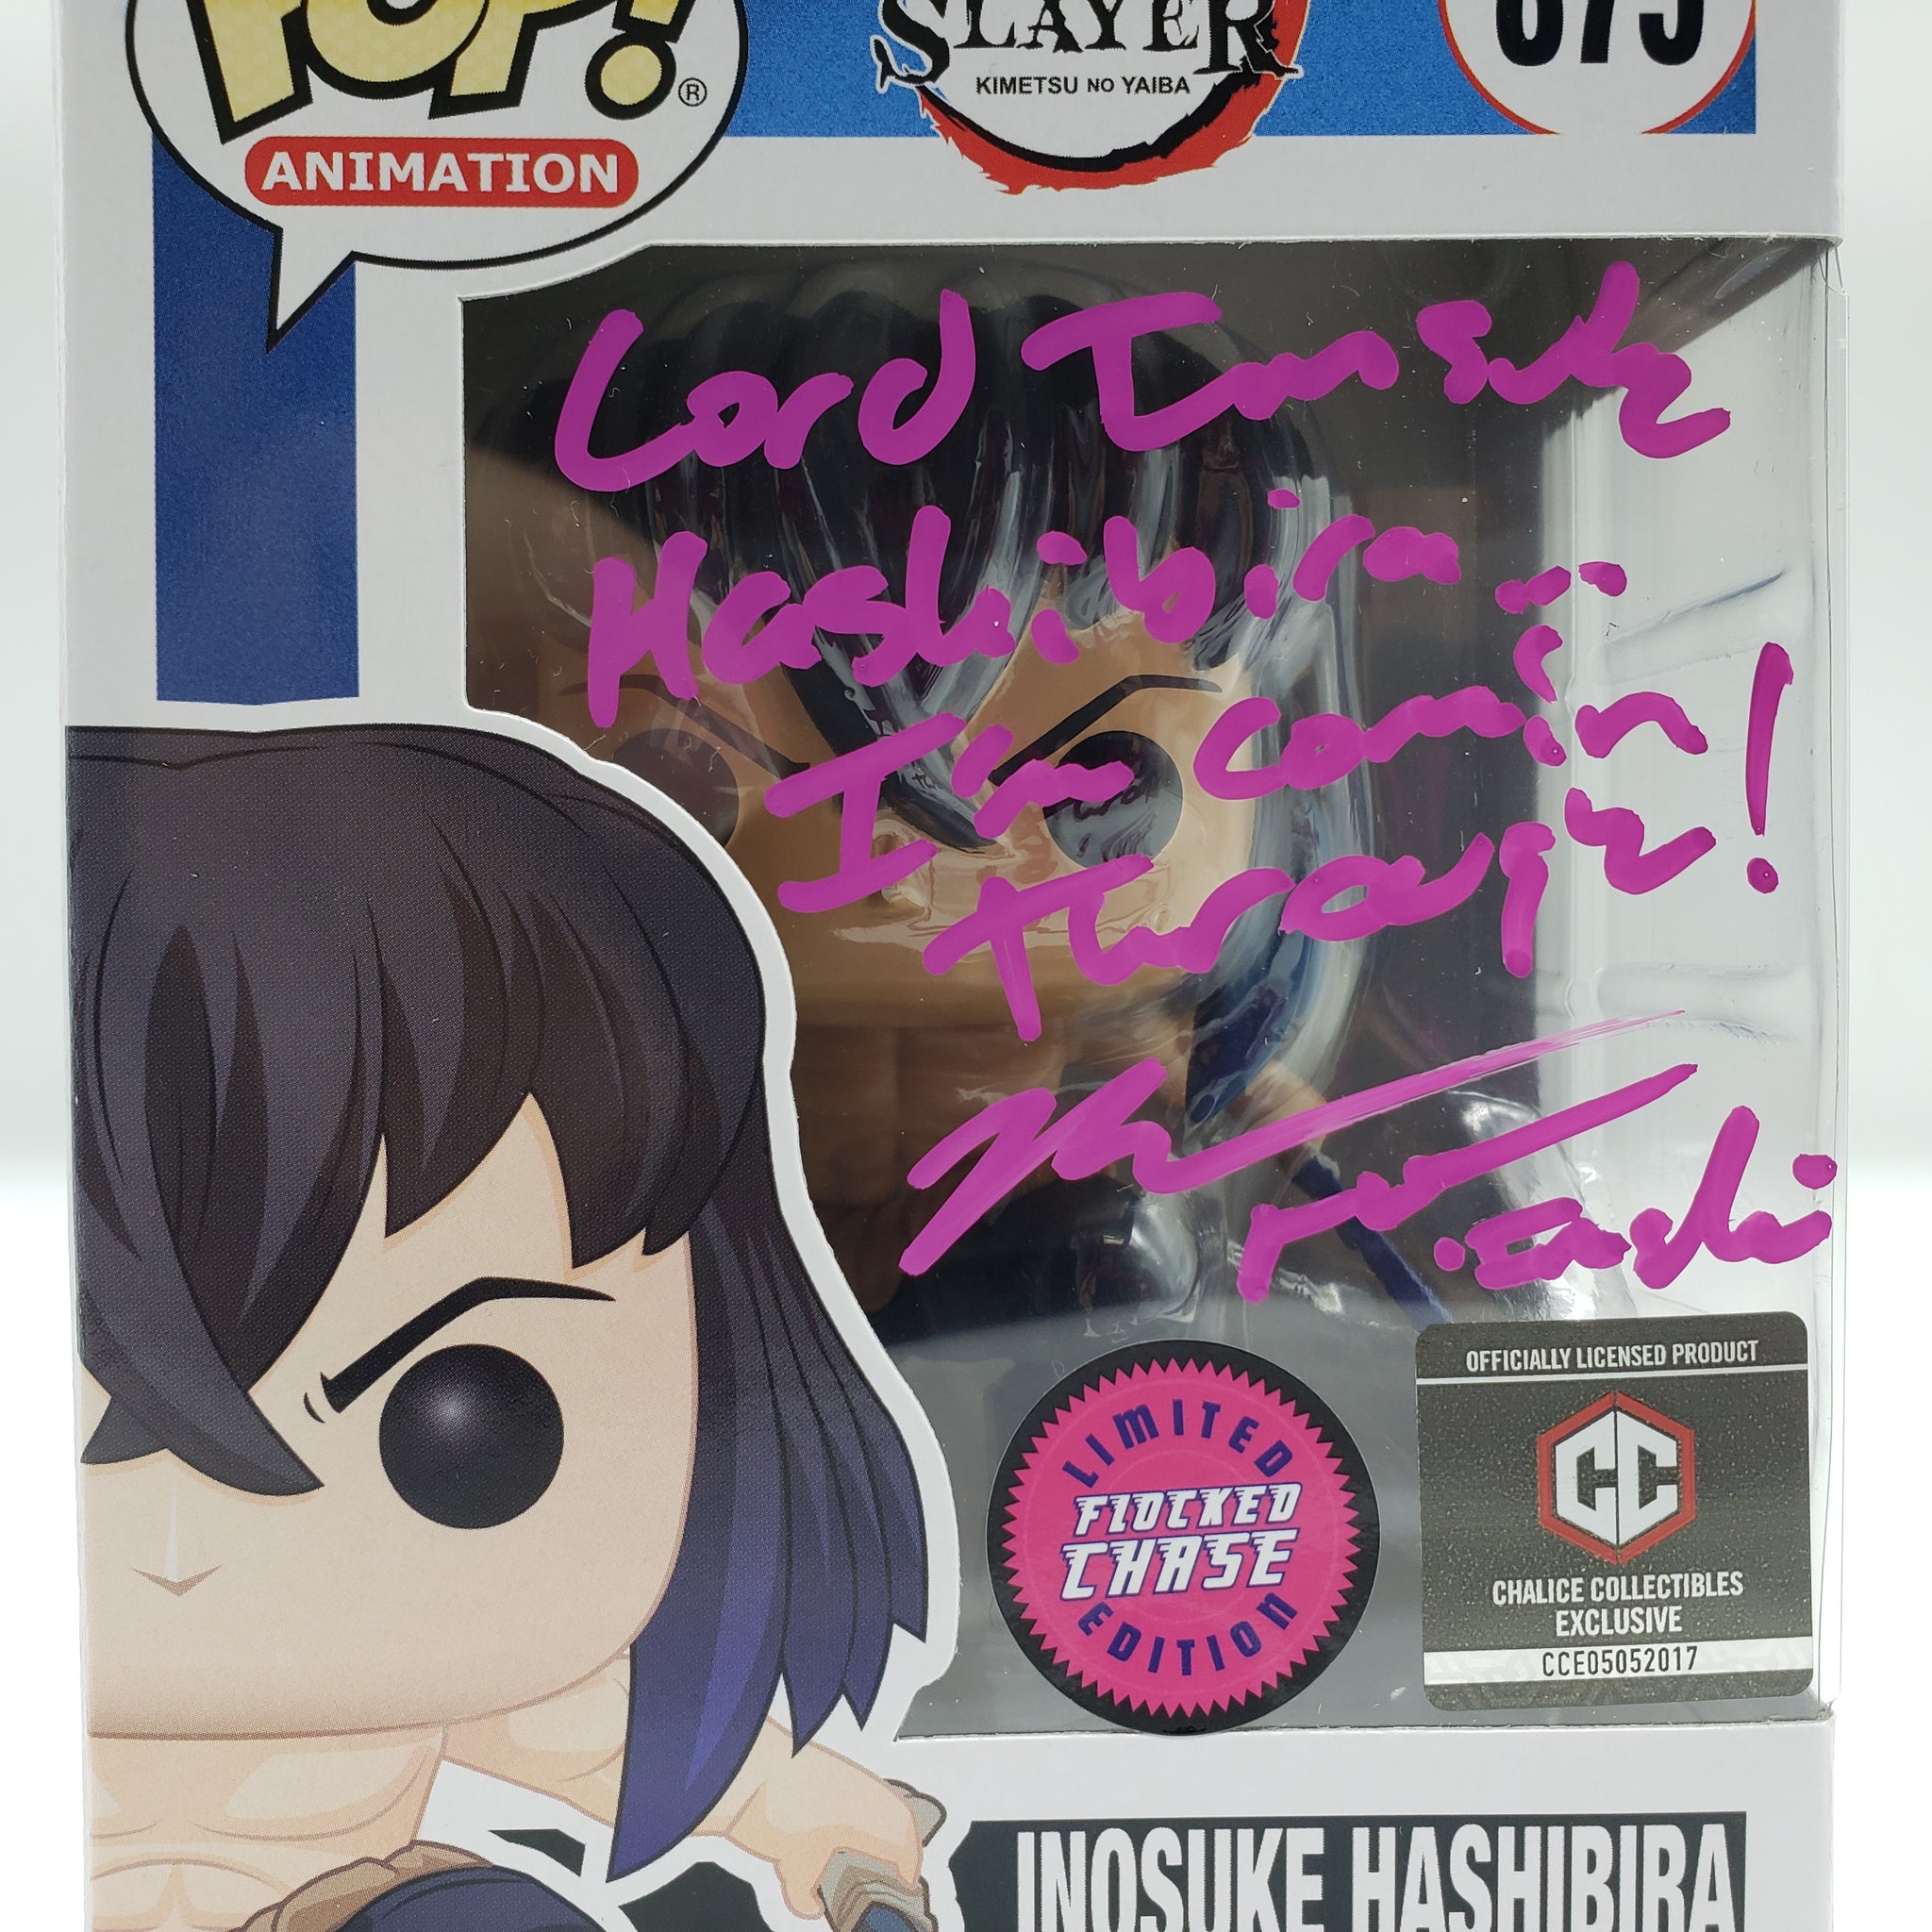 POP! ®
ANIMATION
SLAYER
KIMETSU NO YAIBA
Lord Inosuke
Hashibira
I'm comin
through!
LIMITED
FLOCKED
CHASE
EDITION
OFFICIALLY LICENSED PRODUCT
CC
CHALICE COLLECTIBLES
EXCLUSIVE
CCE05052017
INOSUKE HASHIBIRA